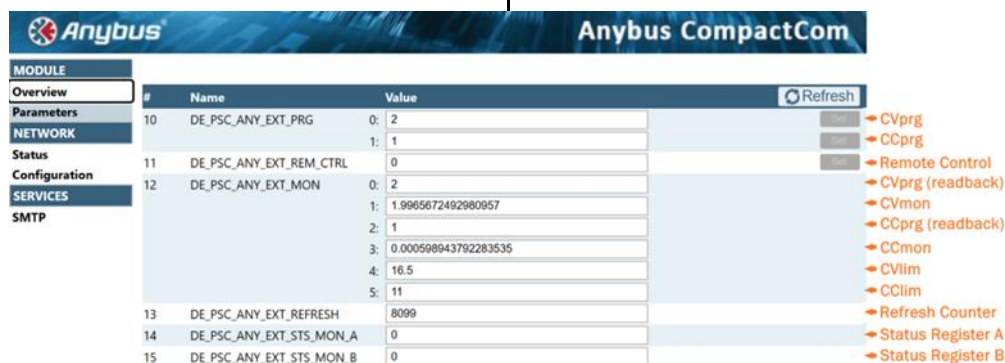 Anybus Anybus CompactCom
MODULE
Overview
Parameters
NETWORK
Status
Configuration
SERVICES
SMTP
# Name Value Refresh
10 DE_PSC_ANY_EXT_PRG 0: 2 Set CVprg
1: 1 Set CCprg
11 DE_PSC_ANY_EXT_REM_CTRL 0 Set Remote Control
12 DE_PSC_ANY_EXT_MON 0: 2 CVprg (readback)
1: 1.9965672492980957 CVmon
2: 1 CCprg (readback)
3: 0.000598943792283535 CCmon
4: 16.5 CVlim
5: 11 CClim
13 DE_PSC_ANY_EXT_REFRESH 8099 Refresh Counter
14 DE_PSC_ANY_EXT_STS_MON_A 0 Status Register A
15 DE_PSC_ANY_EXT_STS_MON_B 0 Status Register B